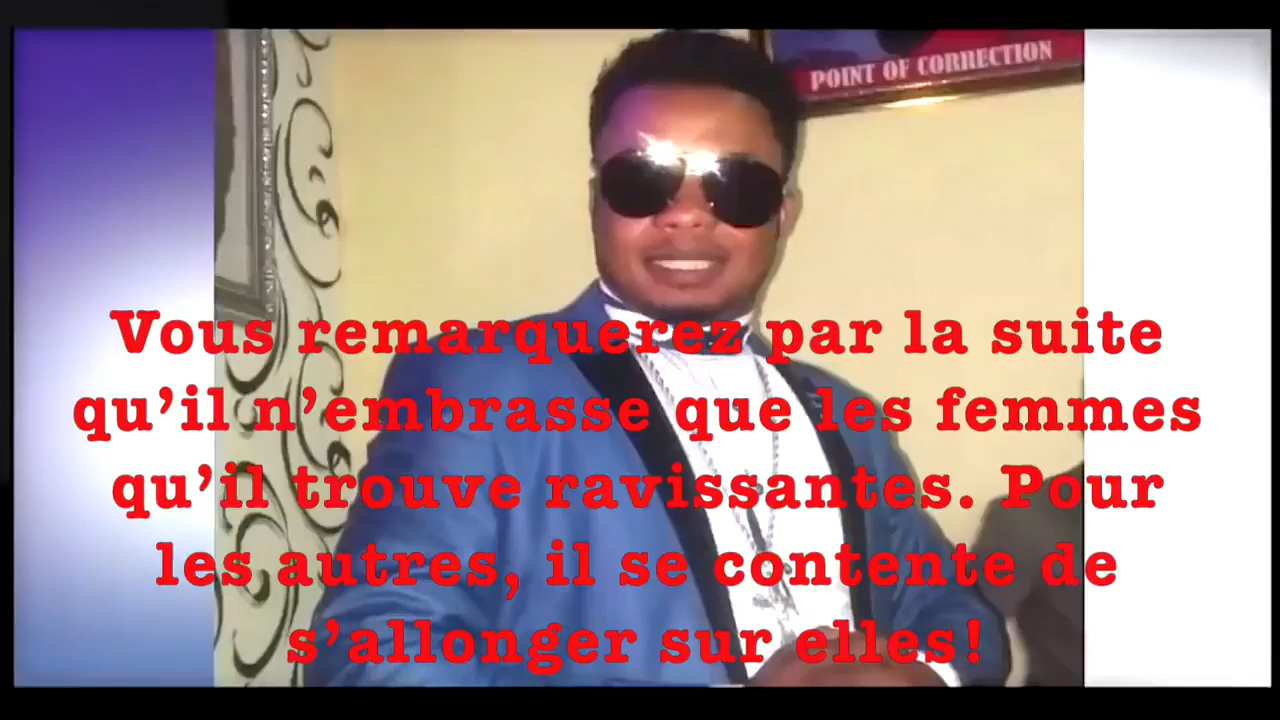 POINT OF CORRECTION
Vous remarquerez par la suite
qu’il n’embrasse que les femmes
qu’il trouve ravissantes. Pour
les autres, il se contente de
s’allonger sur elles!